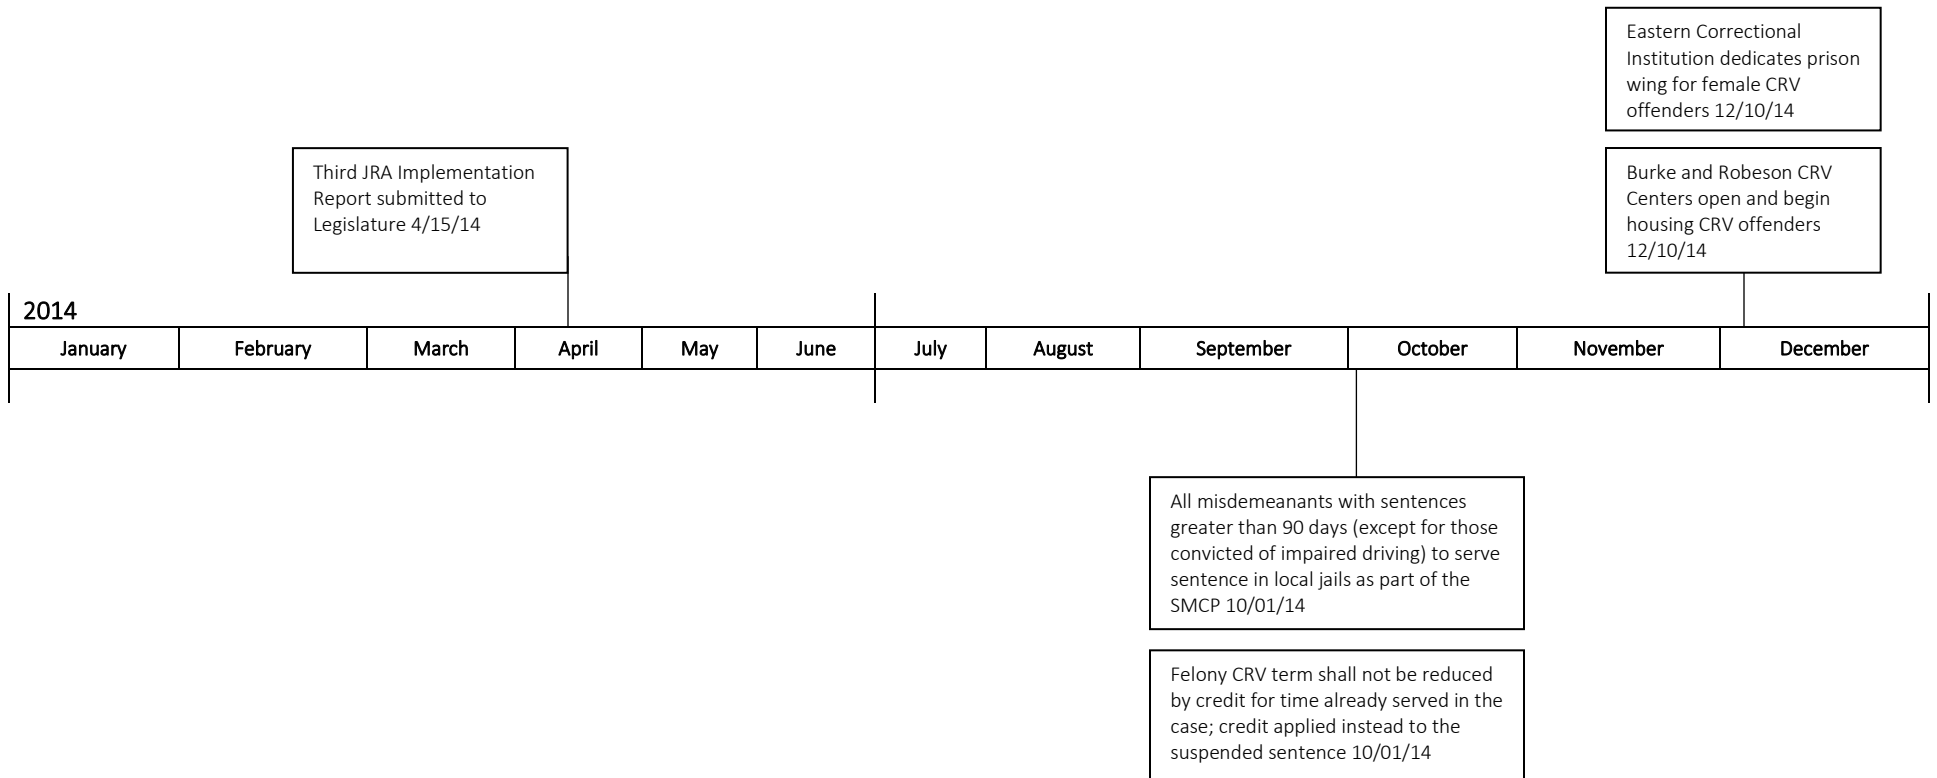 Eastern Correctional
Institution dedicates prison
wing for female CRV
offenders 12/10/14
Third JRA Implementation
Report submitted to
Legislature 4/15/14
Burke and Robeson CRV
Centers open and begin
housing CRV offenders
12/10/14
2014
January February March April May June July August September October November December
All misdemeanants with sentences
greater than 90 days (except for those
convicted of impaired driving) to serve
sentence in local jails as part of the
SMCP 10/01/14
Felony CRV term shall not be reduced
by credit for time already served in the
case; credit applied instead to the
suspended sentence 10/01/14